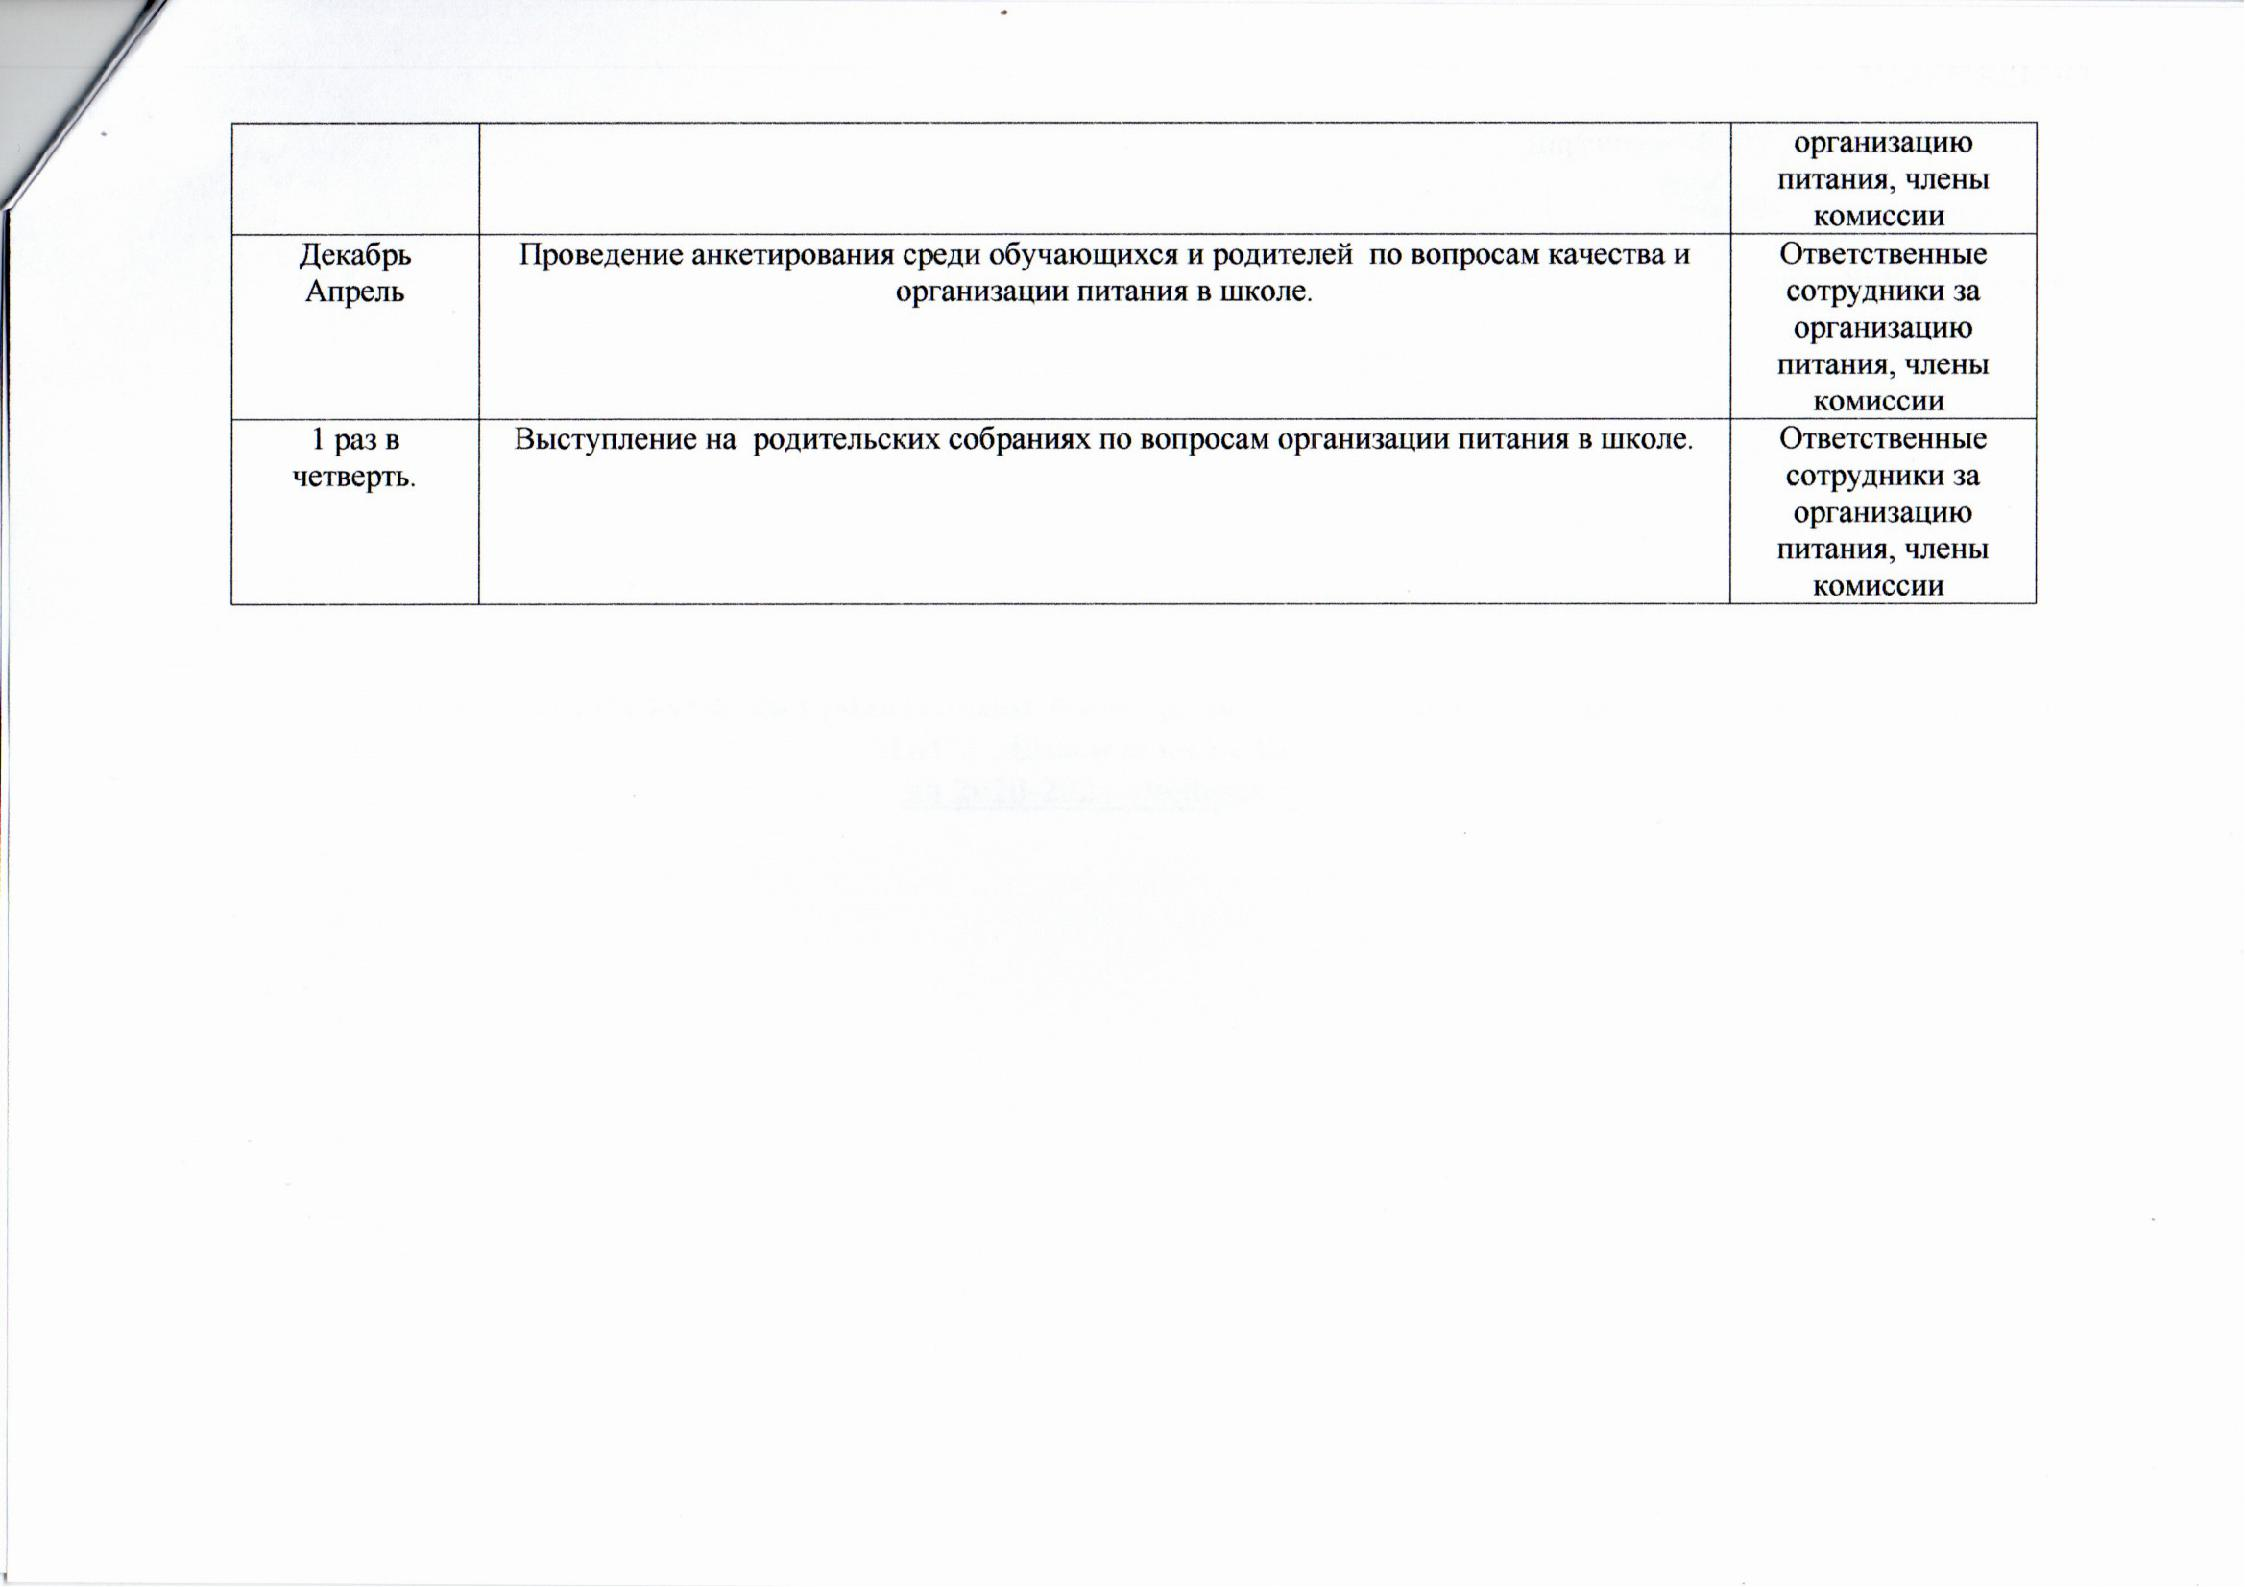 организацию
питания, члены
комиссии
Декабрь
Апрель
Проведение анкетирования среди обучающихся и родителей  по вопросам качества и
организации питания в школе.
Ответственные
сотрудники за
организацию
питания, члены
комиссии
1 раз в
четверть.
Выступление на  родительских собраниях по вопросам организации питания в школе.
Ответственные
сотрудники за
организацию
питания, члены
комиссии